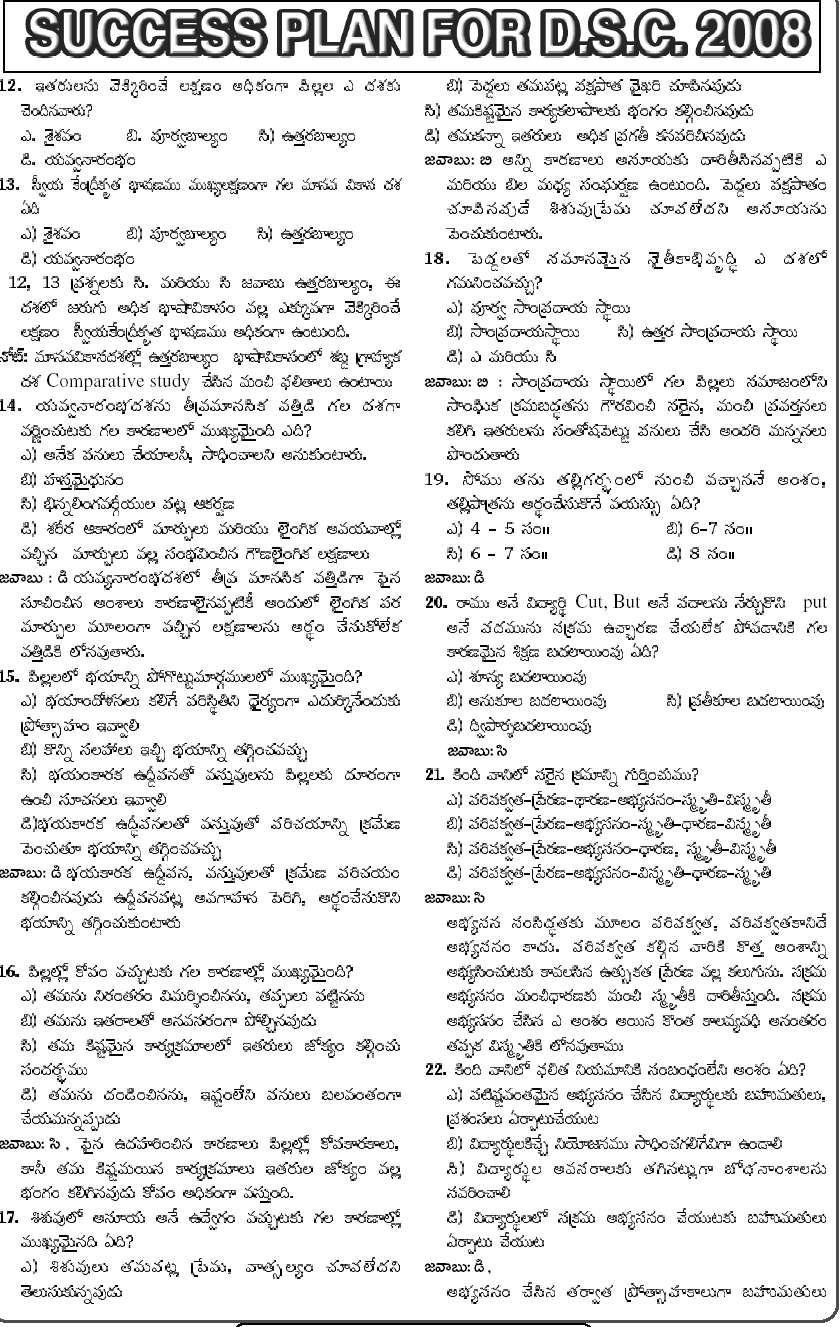 SUCCESS PLAN FOR D.S.C. 2008
12. ఇతరులను వెక్కిరించే లక్షణం అధికంగా పిల్లల ఎ దశకు
చెందినవారు?
ఎ. శైశవం బి. పూర్వబాల్యం సి) ఉత్తరబాల్యం
డి. యవ్వనారంభం
13. స్వీయ కేంద్రీకృత భాషణము ముఖ్యలక్షణంగా గల మానవ వికాస దశ
ఏది
ఎ) శైశవం బి) పూర్వబాల్యం సి) ఉత్తరబాల్యం
డి) యవ్వనారంభం
12, 13 ప్రశ్నలకు సి. మరియు సి జవాబు ఉత్తరబాల్యం, ఈ
దశలో జరుగు అధిక భాషావికాసం వల్ల ఎక్కువగా వెక్కిరించే
లక్షణం స్వీయకేంద్రీకృత భాషణము అధికంగా ఉంటుంది.
నోట్: మానవవికాసదశల్లో ఉత్తరబాల్యం భాషావికాసంలో శబ్ద గ్రాహ్యక
దశ Comparative study చేసిన మంచి ఫలితాలు ఉంటాయి
14. యవ్వనారంభదశను తీవ్రమానసిక వత్తిడి గల దశగా
వర్ణించుటకు గల కారణాలలో ముఖ్యమైంది ఎది?
ఎ) అనేక పనులు చేయాలనీ, సాధించాలని అనుకుంటారు.
బి) హస్తమైధునం
సి) భిన్నలింగవర్గీయుల పట్ల ఆకర్షణ
డి) శరీర ఆకారంలో మార్పులు మరియు లైంగిక అవయవాల్లో
వచ్చిన మార్పులు వల్ల సంభవించిన గౌణలైంగిక లక్షణాలు
జవాబు : డి యవ్వనారంభదశలో తీవ్ర మానసిక వత్తిడిగా పైన
సూచించిన అంశాలు కారణాలైనప్పటికీ అందులో లైంగిక పర
మార్పుల మూలంగా వచ్చిన లక్షణాలను అర్థం చేసుకోలేక
వత్తిడికి లోనవుతారు.
15. పిల్లలలో భయాన్ని పోగొట్టుమార్గములలో ముఖ్యమైంది?
ఎ) భయాందోళనలు కలిగే పరిస్థితిని ధైర్యంగా ఎదుర్కొనేందుకు
ప్రోత్సాహం ఇవ్వాలి
బి) కొన్ని సలహాలు ఇచ్చి భయాన్ని తగ్గించవచ్చు
సి) భయంకారక ఉద్దీపనతో వస్తువులను పిల్లలకు దూరంగా
ఉంచి సూచనలు ఇవ్వాలి
డి)భయకారక ఉద్దీపనలతో వస్తువుతో పరిచయాన్ని క్రమేణ
పెంచుతూ భయాన్ని తగ్గించవచ్చు
జవాబు: డి భయకారక ఉద్దీపన, వస్తువులతో క్రమేణ పరిచయం
కల్గించినపుడు ఉద్దీపనపట్ల అవగాహన పెరిగి, అర్థంచేసుకొని
భయాన్ని తగ్గించుకుంటారు
16. పిల్లల్లో కోపం వచ్చుటకు గల కారణాల్లో ముఖ్యమైంది?
ఎ) తమను నిరంతరం విమర్శించినను, తప్పులు పట్టినను
బి) తమను ఇతరాలతో అనవసరంగా పోల్చినపుడు
సి) తమ కిష్టమైన కార్యక్రమాలలో ఇతరులు జోక్యం కల్గించు
సందర్భము
డి) తమను దండించినను, ఇష్టంలేని పనులు బలవంతంగా
చేయమన్నప్పుడు
జవాబు: సి , పైన ఉదహరించిన కారణాలు పిల్లల్లో కోపకారకాలు,
కానీ తమ కిష్టమయిన కార్యక్రమాలు ఇతరుల జోక్యం వల్ల
భంగం కలిగినపుడు కోపం అధికంగా వస్తుంది.
17. శిశువులో అసూయ అనే ఉద్వేగం వచ్చుటకు గల కారణాల్లో
ముఖ్యమైనది ఏది?
ఎ) శిశువులు తమపట్ల ప్రేమ, వాత్సల్యం చూపలేదని
తెలుసుకున్నపుడు
బి) పెద్దలు తమపట్ల పక్షపాత వైఖరి చూపినపుడు
సి) తమకిష్టమైన కార్యకలాపాలకు భంగం కల్గించినపుడు
డి) తమకన్నా ఇతరులు అధిక ప్రగతీ కనపరిచినపుడు
జవాబు: బి అన్ని కారణాలు అసూయకు దారితీసినప్పటికి ఎ
మరియు బిల మధ్య సంఘర్షణ ఉంటుంది. పెద్దలు పక్షపాతం
చూపినపుడే శిశువుప్రేమ చూపలేదని అసూయను
పెంచుకుంటారు.
18. పెద్దలతో సమానమైన నైతికాభివృద్ధి ఎ దశలో
గమనించవచ్చు?
ఎ) పూర్వ సాంప్రదాయ స్థాయి
బి) సాంప్రదాయస్థాయి సి) ఉత్తర సాంప్రదాయ స్థాయి
డి) ఎ మరియు సి
జవాబు: బి : సాంప్రదాయ స్థాయిలో గల పిల్లలు సమాజంలోని
సాంఘిక క్రమబద్ధతను గౌరవించి సరైన, మంచి ప్రవర్తనలు
కలిగి ఇతరులను సంతోషపెట్టు పనులు చేసి అందరి మన్ననలు
పొందుతారు
19. సోము తను తల్లిగర్భంలో నుంచి వచ్చాననే అంశం,
తల్లిపాత్రను అర్థంచేసుకొనే వయస్సు ఏది?
ఎ) 4 - 5 సం॥ బి) 6-7 సం॥
సి) 6 - 7 సం॥ డి) 8 సం॥
జవాబు: డి
20. రాము అనే విద్యార్థి Cut, But అనే పదాలను నేర్చుకొని put
అనే పదమును సక్రమ ఉచ్చారణ చేయలేక పోవడానికి గల
కారణమైన శిక్షణ బదలాయింపు ఏది?
ఎ) శూన్య బదలాయింపు
బి) అనుకూల బదలాయింపు సి) ప్రతీకూల బదలాయింపు
డి) ద్విపార్శబదలాయింపు
జవాబు: సి
21. కింది వానిలో సరైన క్రమాన్ని గుర్తించుము?
ఎ) పరిపక్వత-ప్రేరణ-ధారణ-అభ్యసనం-స్మృతి-విస్మృతీ
బి) పరిపక్వత-ప్రేరణ-అభ్యసనం-స్మృతి-ధారణ-విస్మృతీ
సి) పరిపక్వత-ప్రేరణ-అభ్యసనం-ధారణ, స్మృతీ-విస్మృతీ
డి) పరిపక్వత-ప్రేరణ-అభ్యసనం-విస్మృతి-ధారణ-స్మృతీ
జవాబు: సి
అభ్యసన సంసిద్ధతకు మూలం పరిపక్వత, పరిపక్వతకానిదే
అభ్యసనం కాదు. పరిపక్వత కల్గిన వారికి కొత్త అంశాన్ని
అభ్యసించుటకు కావలసిన ఉత్సుకత ప్రేరణ వల్ల కలుగును. సక్రమ
అభ్యసనం మంచిధారణకు మంచి స్మృతీకి దారితీస్తుంది. సక్రమ
అభ్యసనం చేసిన ఎ అంశం అయిన కొంత కాలవ్యవధి అనంతరం
తప్పక విస్మృతికి లోనవుతాము
22. కింది వానిలో ఫలిత నియమానికి సంబంధంలేని అంశం ఏది?
ఎ) పటిష్టవంతమైన అభ్యసనం చేసిన విద్యార్థులకు బహుమతులు,
ప్రశంసలు ఏర్పాటుచేయుట
బి) విద్యార్థులకిచ్చే నియోజనము సాధించగలిగేవిగా ఉండాలి
సి) విద్యార్థుల అవసరాలకు తగినట్లుగా బోధనాంశాలను
సవరించాలి
డి) విద్యార్థులలో సక్రమ అభ్యసనం చేయుటకు బహుమతులు
ఏర్పాటు చేయుట
జవాబు: డి ,
అభ్యసనం చేసిన తర్వాత ప్రోత్సాహకాలుగా బహుమతులు